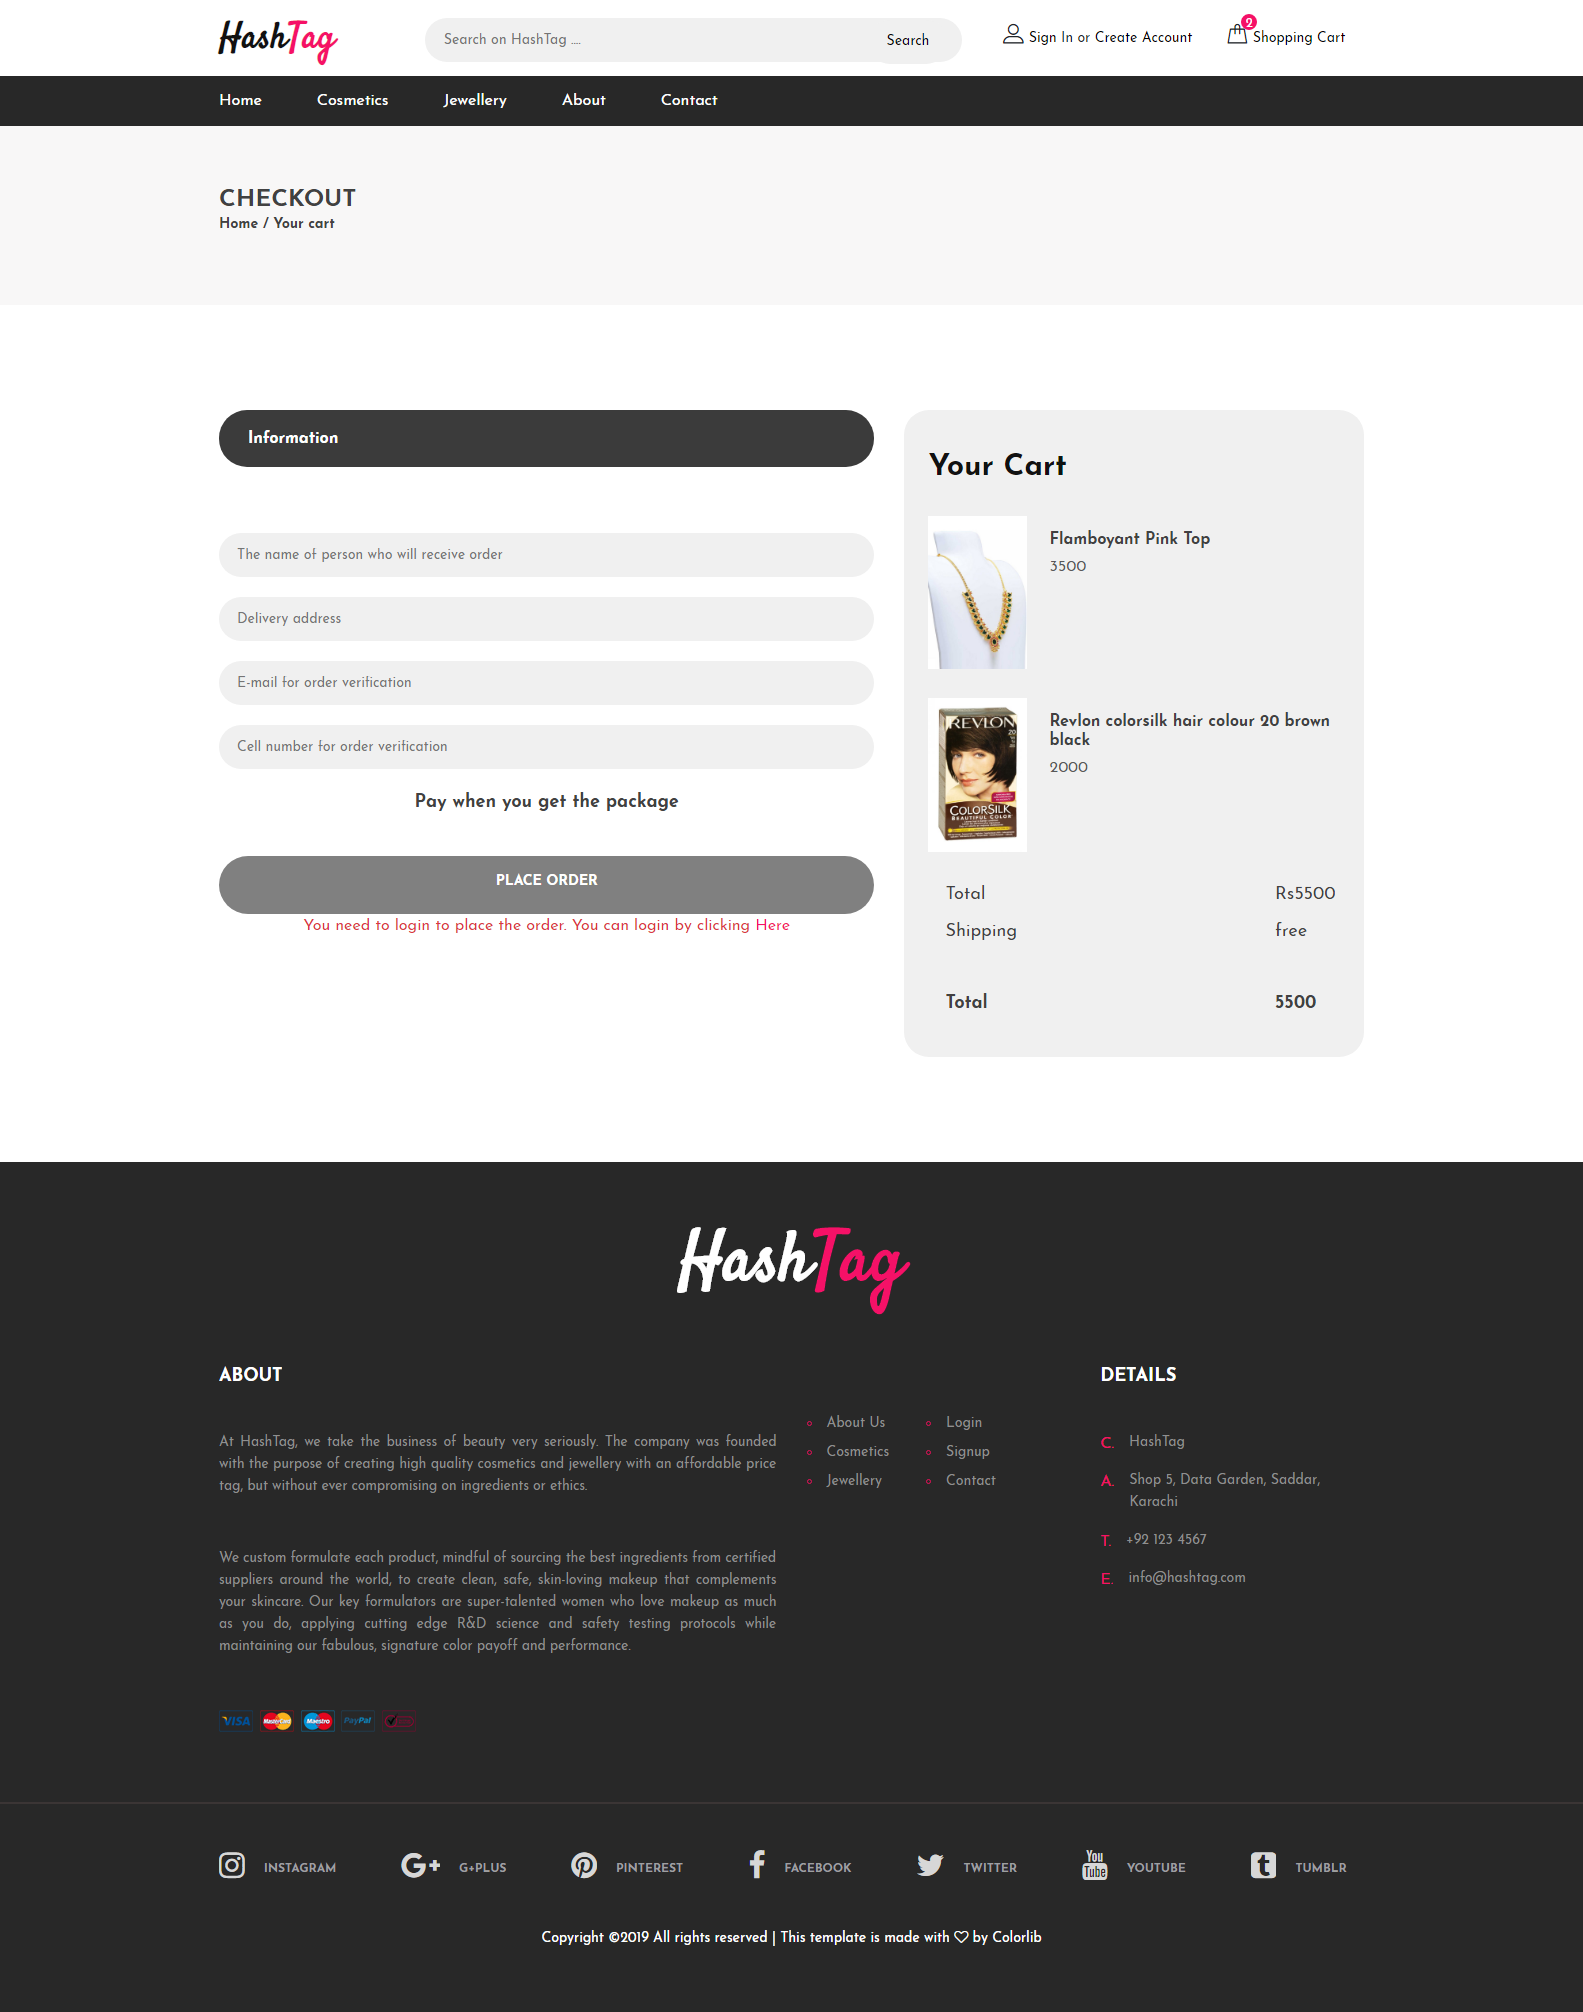 HashTag
Search on HashTag ....
Search
Sign In or Create Account
2
Shopping Cart
Home
Cosmetics
Jewellery
About
Contact
CHECKOUT
Home / Your cart
Information
The name of person who will receive order
Delivery address
E-mail for order verification
Cell number for order verification
Pay when you get the package
PLACE ORDER
You need to login to place the order. You can login by clicking Here
Your Cart
Flamboyant Pink Top
3500
REVLON
20
COLORSILK
BEAUTIFUL COLOR
Revlon colorsilk hair colour 20 brown
black
2000
Total Rs5500
Shipping free
Total 5500
HashTag
ABOUT
At HashTag, we take the business of beauty very seriously. The company was founded
with the purpose of creating high quality cosmetics and jewellery with an affordable price
tag, but without ever compromising on ingredients or ethics.
We custom formulate each product, mindful of sourcing the best ingredients from certified
suppliers around the world, to create clean, safe, skin-loving makeup that complements
your skincare. Our key formulators are super-talented women who love makeup as much
as you do, applying cutting edge R&D science and safety testing protocols while
maintaining our fabulous, signature color payoff and performance.
VISA MasterCard Maestro PayPal
About Us
Cosmetics
Jewellery
Login
Signup
Contact
DETAILS
C. HashTag
A. Shop 5, Data Garden, Saddar,
Karachi
T. +92 123 4567
E. info@hashtag.com
INSTAGRAM
G+ G+PLUS
PINTEREST
FACEBOOK
TWITTER
You
Tube
YOUTUBE
t TUMBLR
Copyright ©2019 All rights reserved | This template is made with ♡ by Colorlib